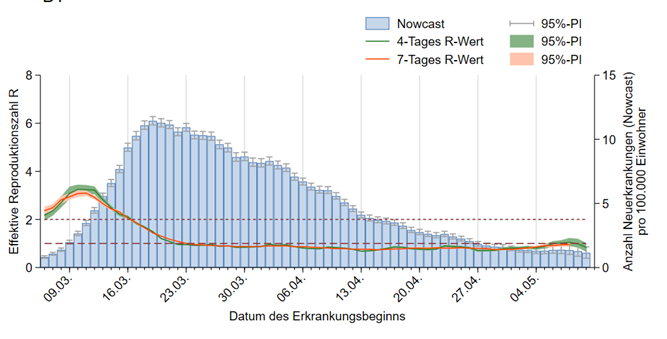 Nowcast 95%-PI
4-Tages R-Wert 95%-PI
7-Tages R-Wert 95%-PI
8 15
6
10
4
5
2
0 0
Effektive Reproduktionszahl R
Anzahl Neuerkrankungen (Nowcast)
pro 100.000 Einwohner
09.03. 16.03. 23.03. 30.03. 06.04. 13.04. 20.04. 27.04. 04.05.
Datum des Erkrankungsbeginns